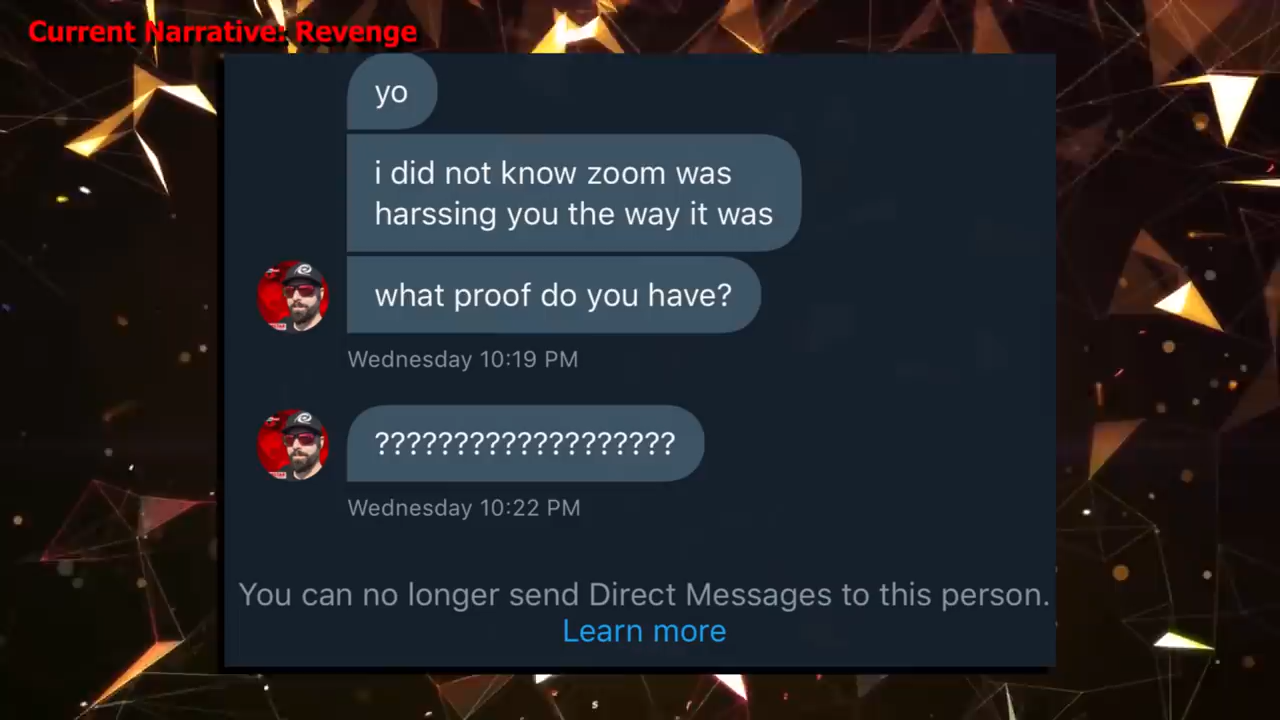 Current Narrative: Revenge
yo
i did not know zoom was
harssing you the way it was
what proof do you have?
Wednesday 10:19 PM
???????????????????
Wednesday 10:22 PM
You can no longer send Direct Messages to this person.
Learn more